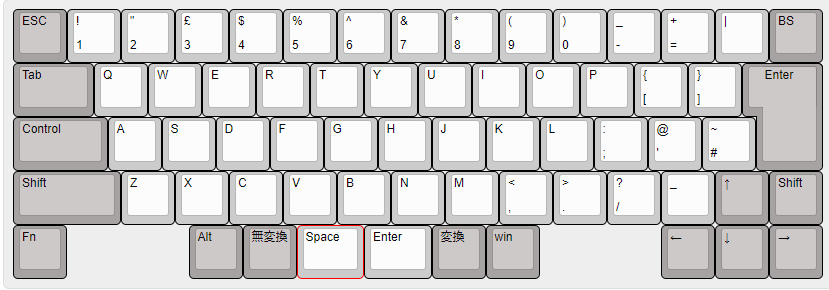 ESC ! " £ $ % ^ & * ( ) _ + | BS
1 2 3 4 5 6 7 8 9 0 - =
Tab Q W E R T Y U I O P { } Enter
[ ]
Control A S D F G H J K L : @ ~
; ' #
Shift Z X C V B N M < > ? _ ↑ Shift
, . /
Fn Alt 無変換 Space Enter 変換 win ← ↓ →